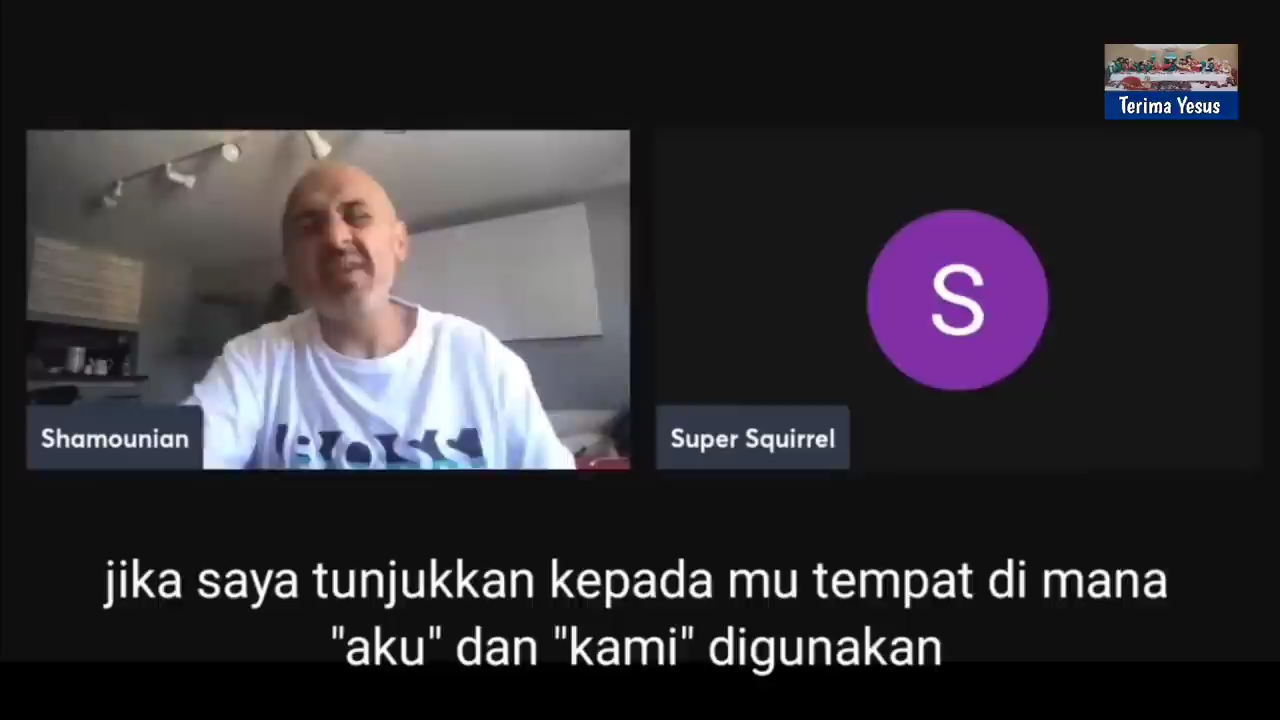 Terima Yesus
Shamounian
S
Super Squirrel
jika saya tunjukkan kepada mu tempat di mana
"aku" dan "kami" digunakan